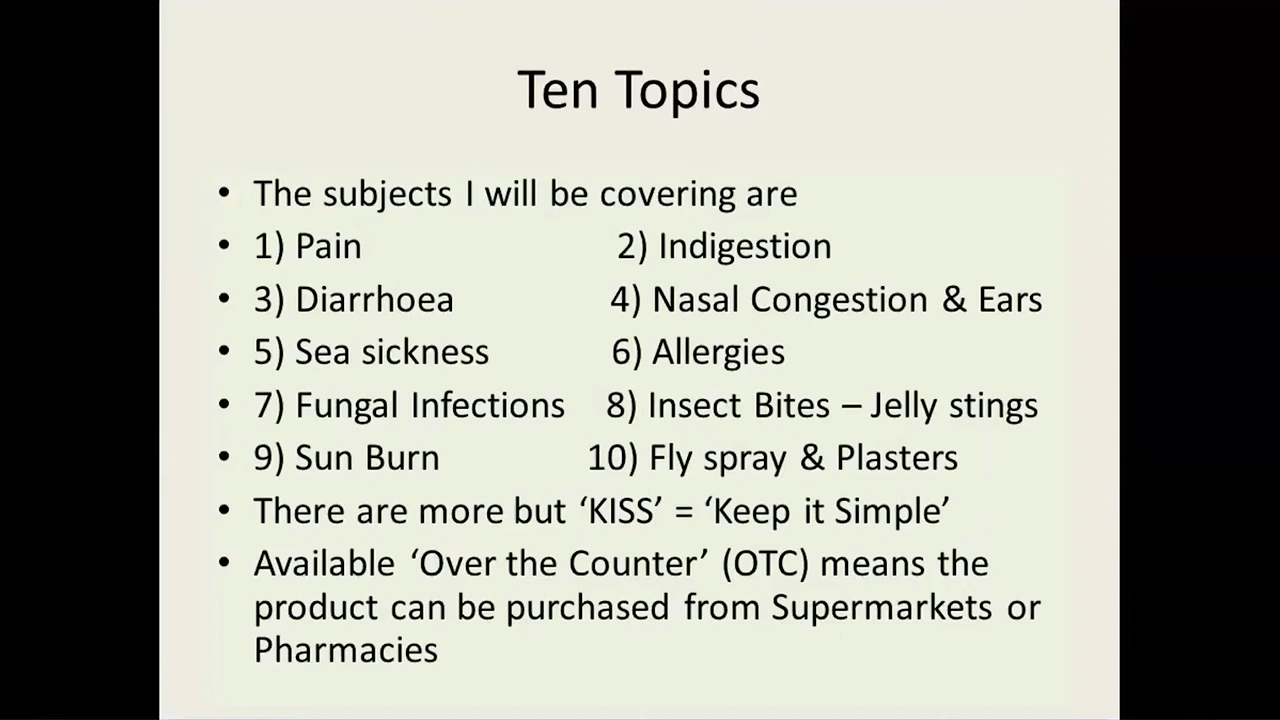 Ten Topics
• The subjects I will be covering are
• 1) Pain 2) Indigestion
• 3) Diarrhoea 4) Nasal Congestion & Ears
• 5) Sea sickness 6) Allergies
• 7) Fungal Infections 8) Insect Bites – Jelly stings
• 9) Sun Burn 10) Fly spray & Plasters
• There are more but ‘KISS’ = ‘Keep it Simple’
• Available ‘Over the Counter’ (OTC) means the
product can be purchased from Supermarkets or
Pharmacies